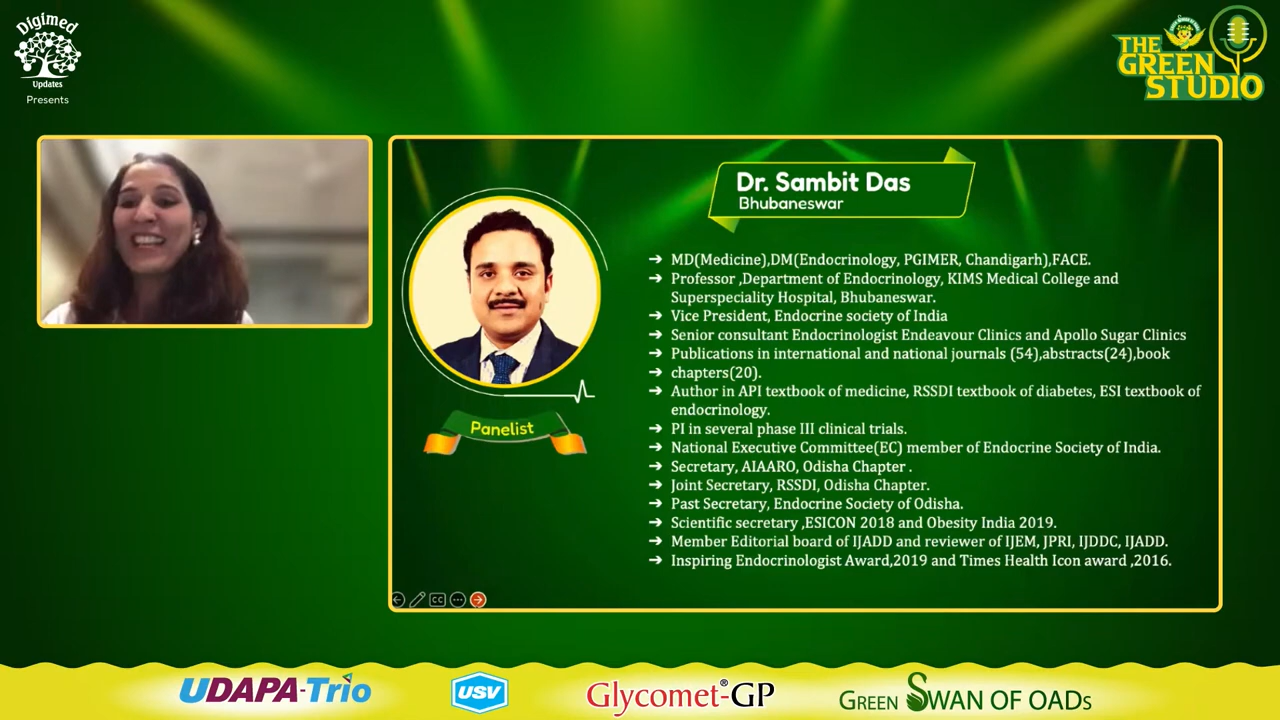 Digimed
Updates
Presents
THE
GREEN
STUDIO
Dr. Sambit Das
Bhubaneswar
Panelist
→ MD(Medicine),DM(Endocrinology, PGIMER, Chandigarh),FACE.
→ Professor ,Department of Endocrinology, KIMS Medical College and
Superspeciality Hospital, Bhubaneswar.
→ Vice President, Endocrine society of India
→ Senior consultant Endocrinologist Endeavour Clinics and Apollo Sugar Clinics
→ Publications in international and national journals (54),abstracts(24),book
→ chapters(20).
→ Author in API textbook of medicine, RSSDI textbook of diabetes, ESI textbook of
endocrinology.
→ PI in several phase III clinical trials.
→ National Executive Committee(EC) member of Endocrine Society of India.
→ Secretary, AIAARO, Odisha Chapter .
→ Joint Secretary, RSSDI, Odisha Chapter.
→ Past Secretary, Endocrine Society of Odisha.
→ Scientific secretary ,ESICON 2018 and Obesity India 2019.
→ Member Editorial board of IJADD and reviewer of IJEM, JPRI, IJDDC, IJADD.
→ Inspiring Endocrinologist Award,2019 and Times Health Icon award ,2016.
CC
UDAPA-Trio
USV
Glycomet®-GP
GREEN SWAN OF OADs